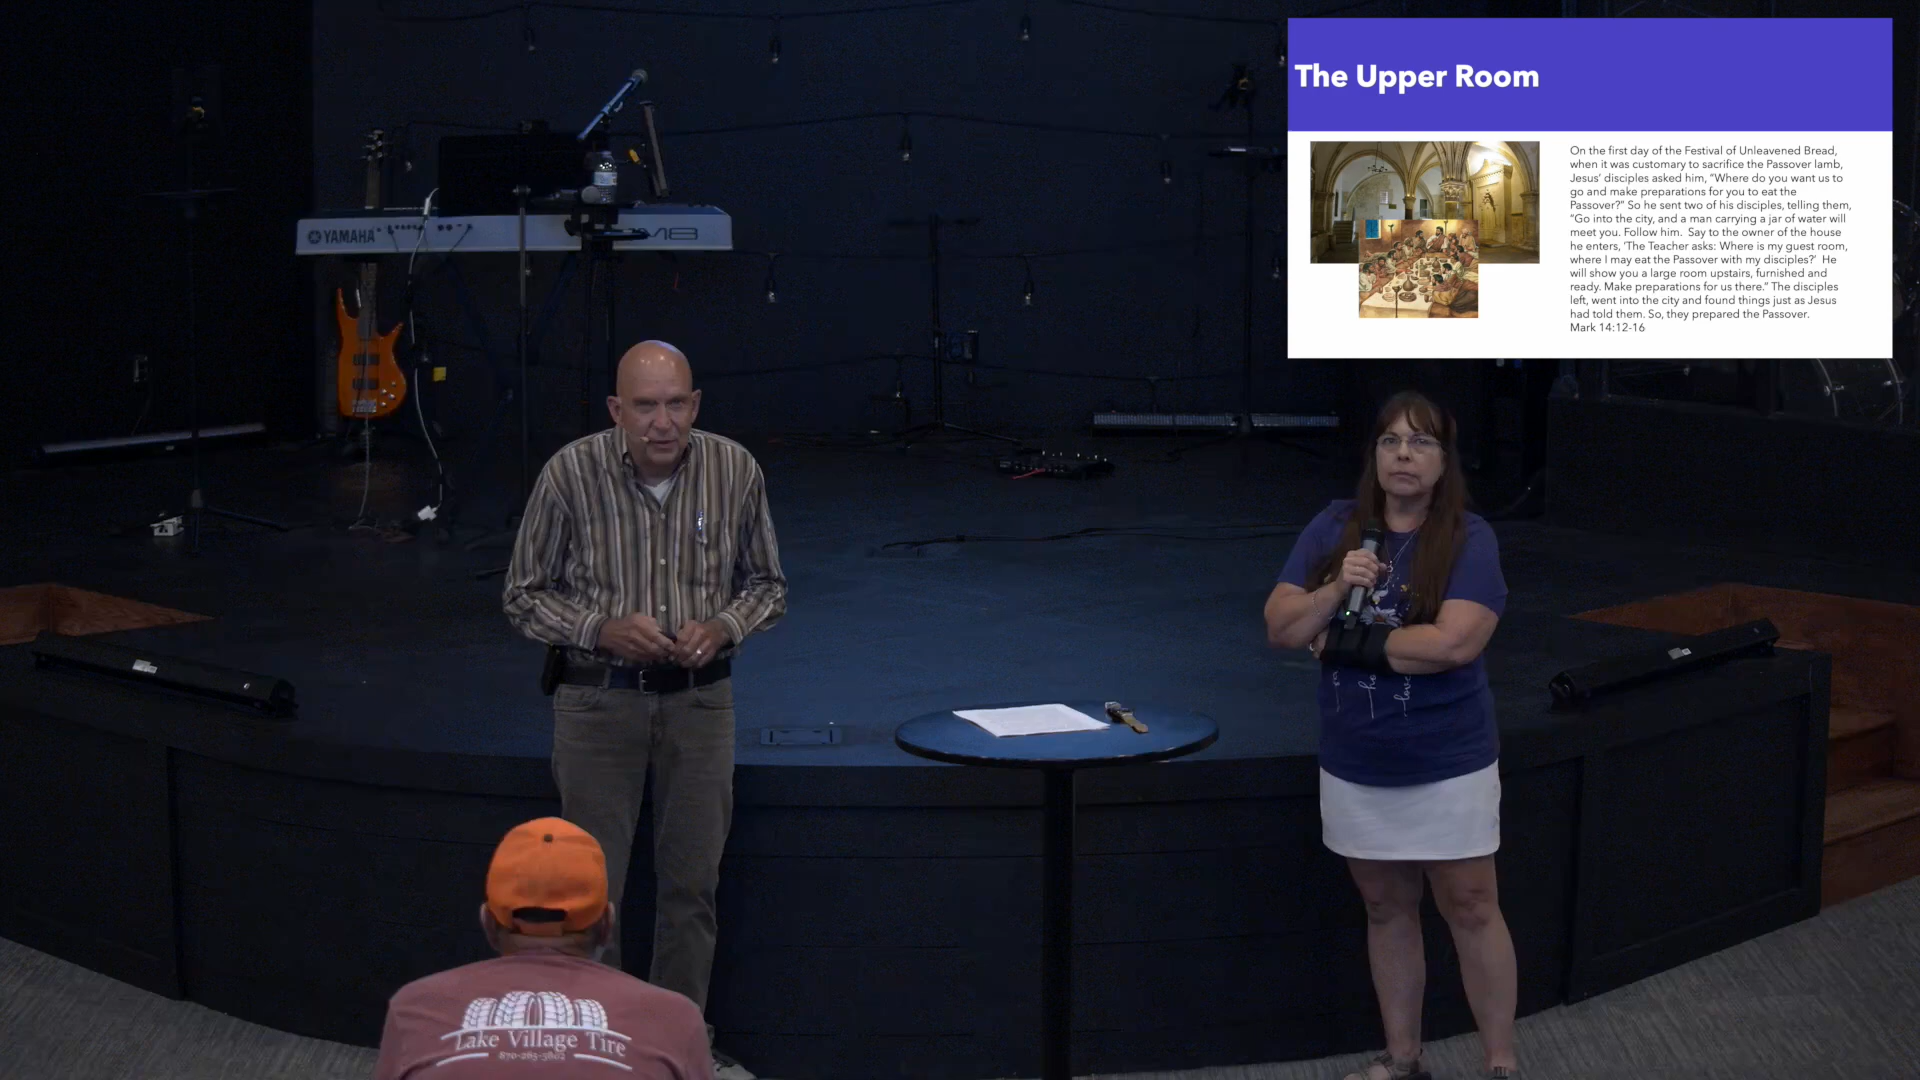 The Upper Room
On the first day of the Festival of Unleavened Bread,
when it was customary to sacrifice the Passover lamb,
Jesus’ disciples asked him, “Where do you want us to
go and make preparations for you to eat the
Passover?” So he sent two of his disciples, telling them,
“Go into the city, and a man carrying a jar of water will
meet you. Follow him.  Say to the owner of the house
he enters, ‘The Teacher asks: Where is my guest room,
where I may eat the Passover with my disciples?’  He
will show you a large room upstairs, furnished and
ready. Make preparations for us there.” The disciples
left, went into the city and found things just as Jesus
had told them. So, they prepared the Passover.
Mark 14:12-16
YAMAHA
love
Lake Village Tire